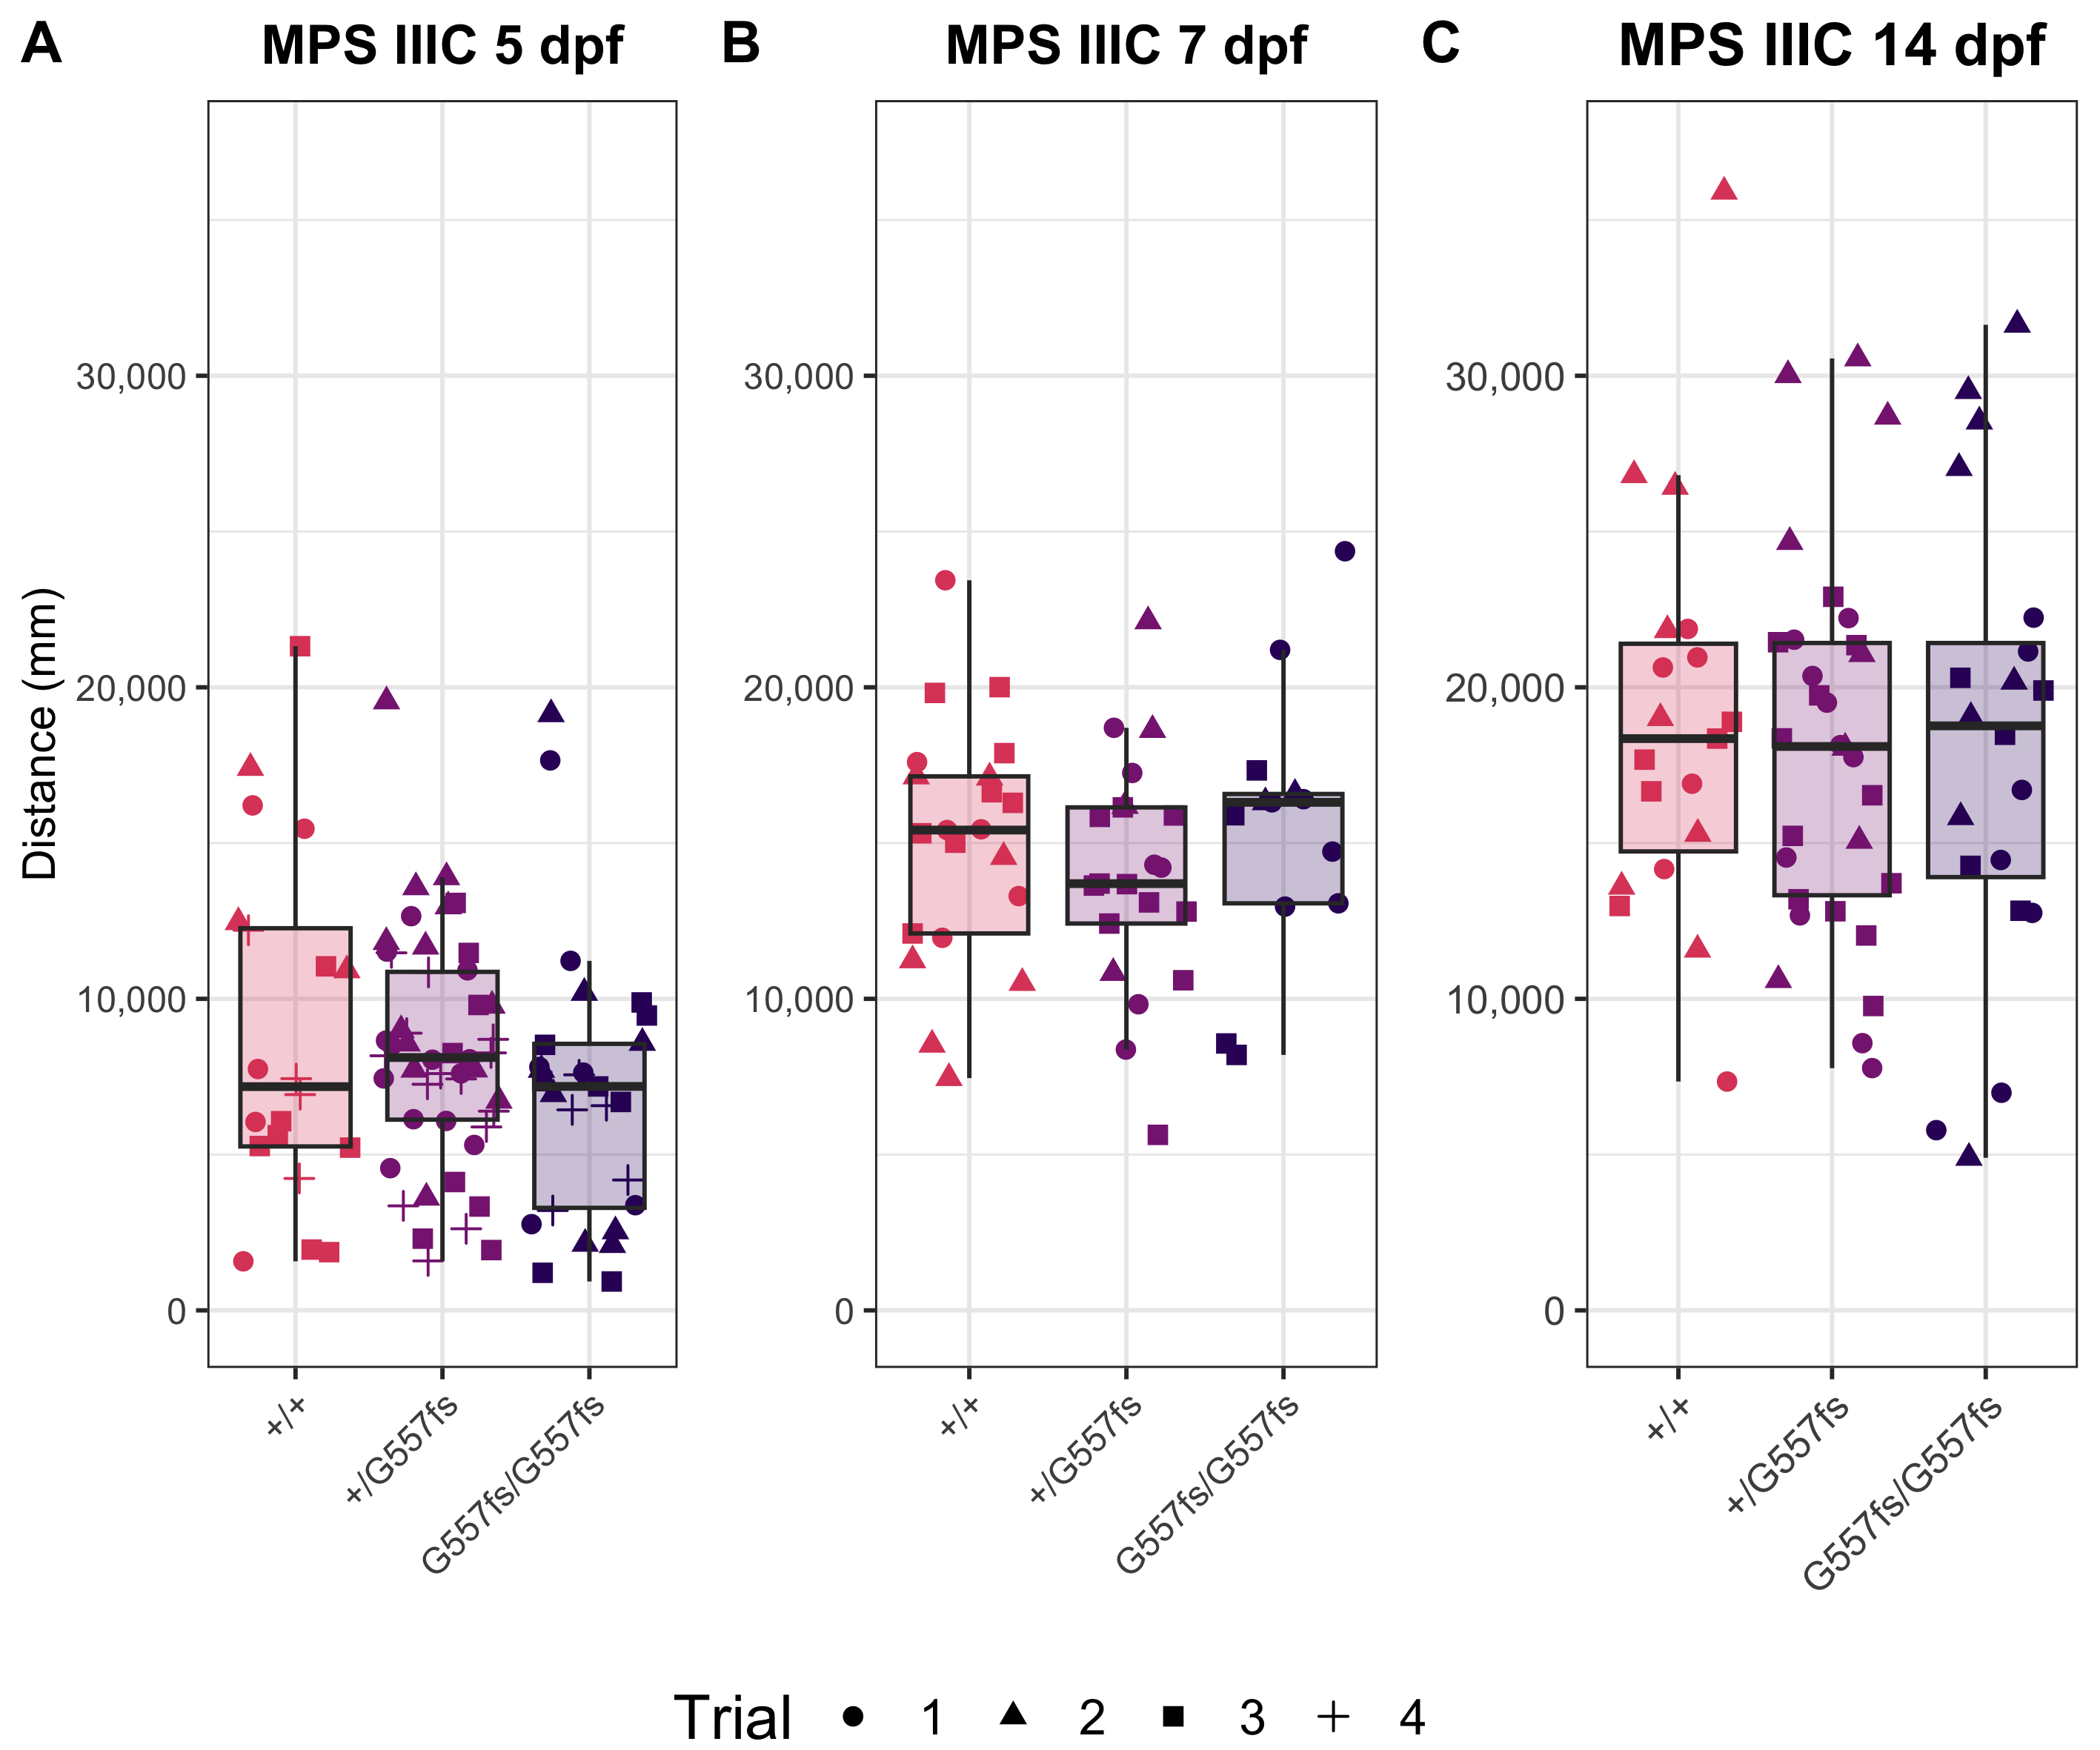 A MPS IIIC 5 dpf
B MPS IIIC 7 dpf
C MPS IIIC 14 dpf
Distance (mm)
30,000
20,000
10,000
0
+/+
+/G557fs
G557fs/G557fs
30,000
20,000
10,000
0
+/+
+/G557fs
G557fs/G557fs
30,000
20,000
10,000
0
+/+
+/G557fs
G557fs/G557fs
Trial 1 2 3 4